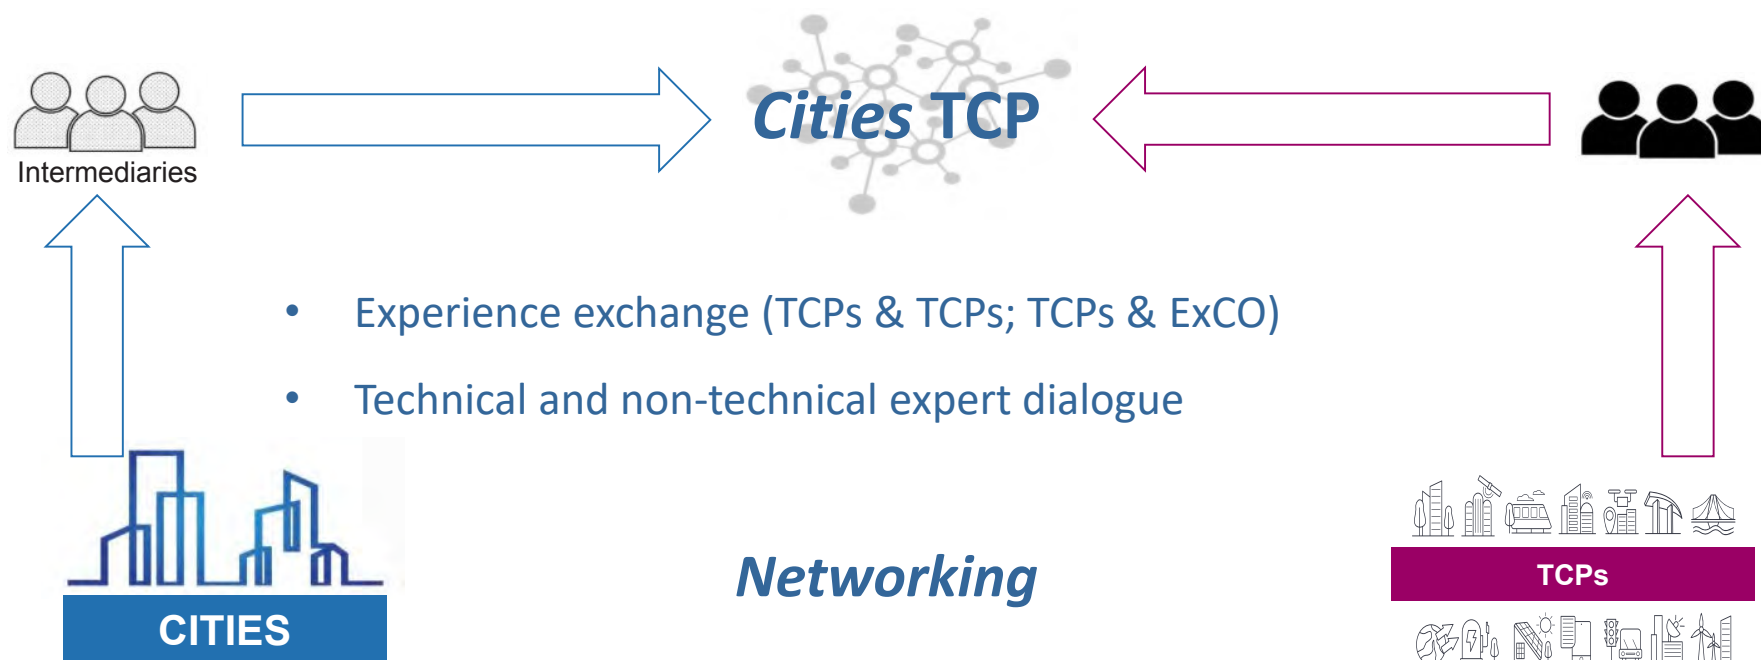 Cities TCP
Intermediaries
• Experience exchange (TCPs & TCPs; TCPs & ExCO)
• Technical and non-technical expert dialogue
Networking
TCPs
CITIES